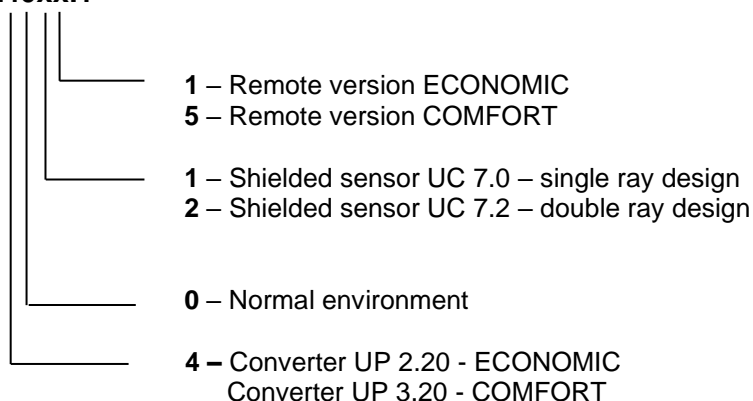 1 – Remote version ECONOMIC
5 – Remote version COMFORT
1 – Shielded sensor UC 7.0 – single ray design
2 – Shielded sensor UC 7.2 – double ray design
0 – Normal environment
4 – Converter UP 2.20 - ECONOMIC
Converter UP 3.20 - COMFORT